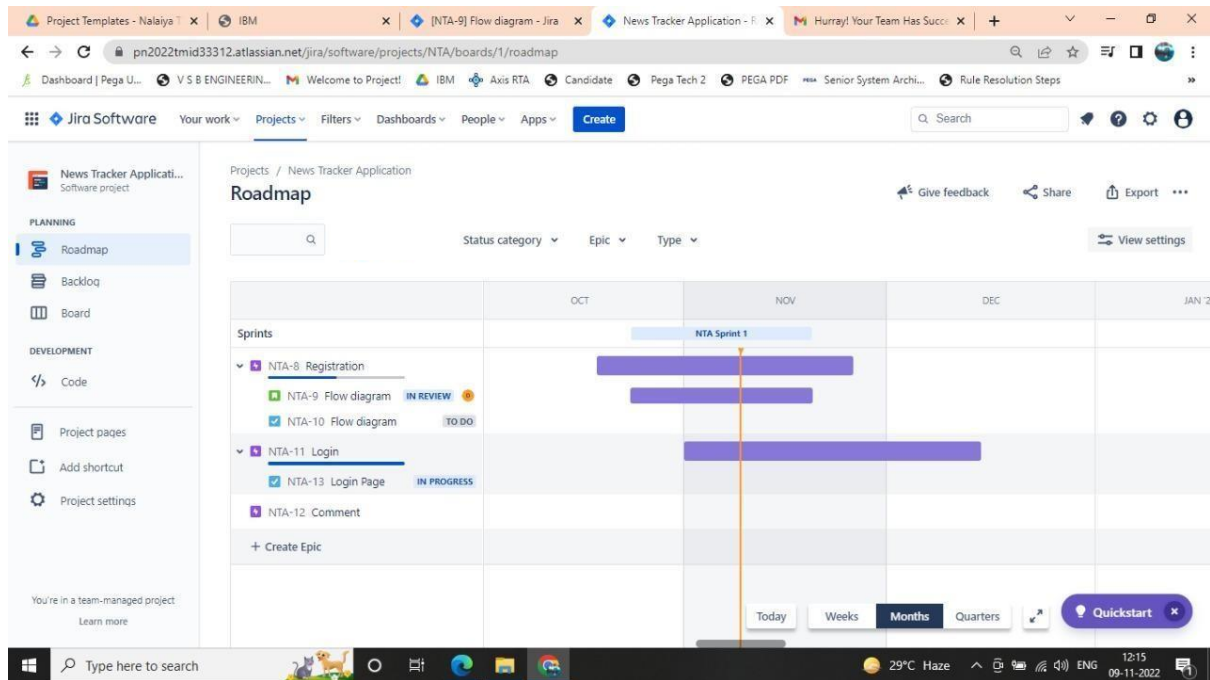 Project Templates - Nalaiya T
IBM
[NTA-9] Flow diagram - Jira
News Tracker Application - R
Hurray! Your Team Has Succe
pn2022tmid33312.atlassian.net/jira/software/projects/NTA/boards/1/roadmap
Dashboard | Pega U...
V S B ENGINEERIN...
Welcome to Project!
IBM
Axis RTA
Candidate
Pega Tech 2
PEGA PDF
Senior System Archi...
Rule Resolution Steps
»
Jira Software
Your work
Projects
Filters
Dashboards
People
Apps
Create
Search
News Tracker Applicati...
Software project
PLANNING
Roadmap
Backlog
Board
DEVELOPMENT
Code
Project pages
Add shortcut
Project settings
You're in a team-managed project
Learn more
Projects / News Tracker Application
Roadmap
Give feedback
Share
Export
Status category
Epic
Type
View settings
OCT
NOV
DEC
JAN '2
Sprints
NTA Sprint 1
NTA-8 Registration
NTA-9 Flow diagram IN REVIEW
NTA-10 Flow diagram TO DO
NTA-11 Login
NTA-13 Login Page IN PROGRESS
NTA-12 Comment
+ Create Epic
Today
Weeks
Months
Quarters
Quickstart
Type here to search
29°C Haze
ENG
12:15
09-11-2022